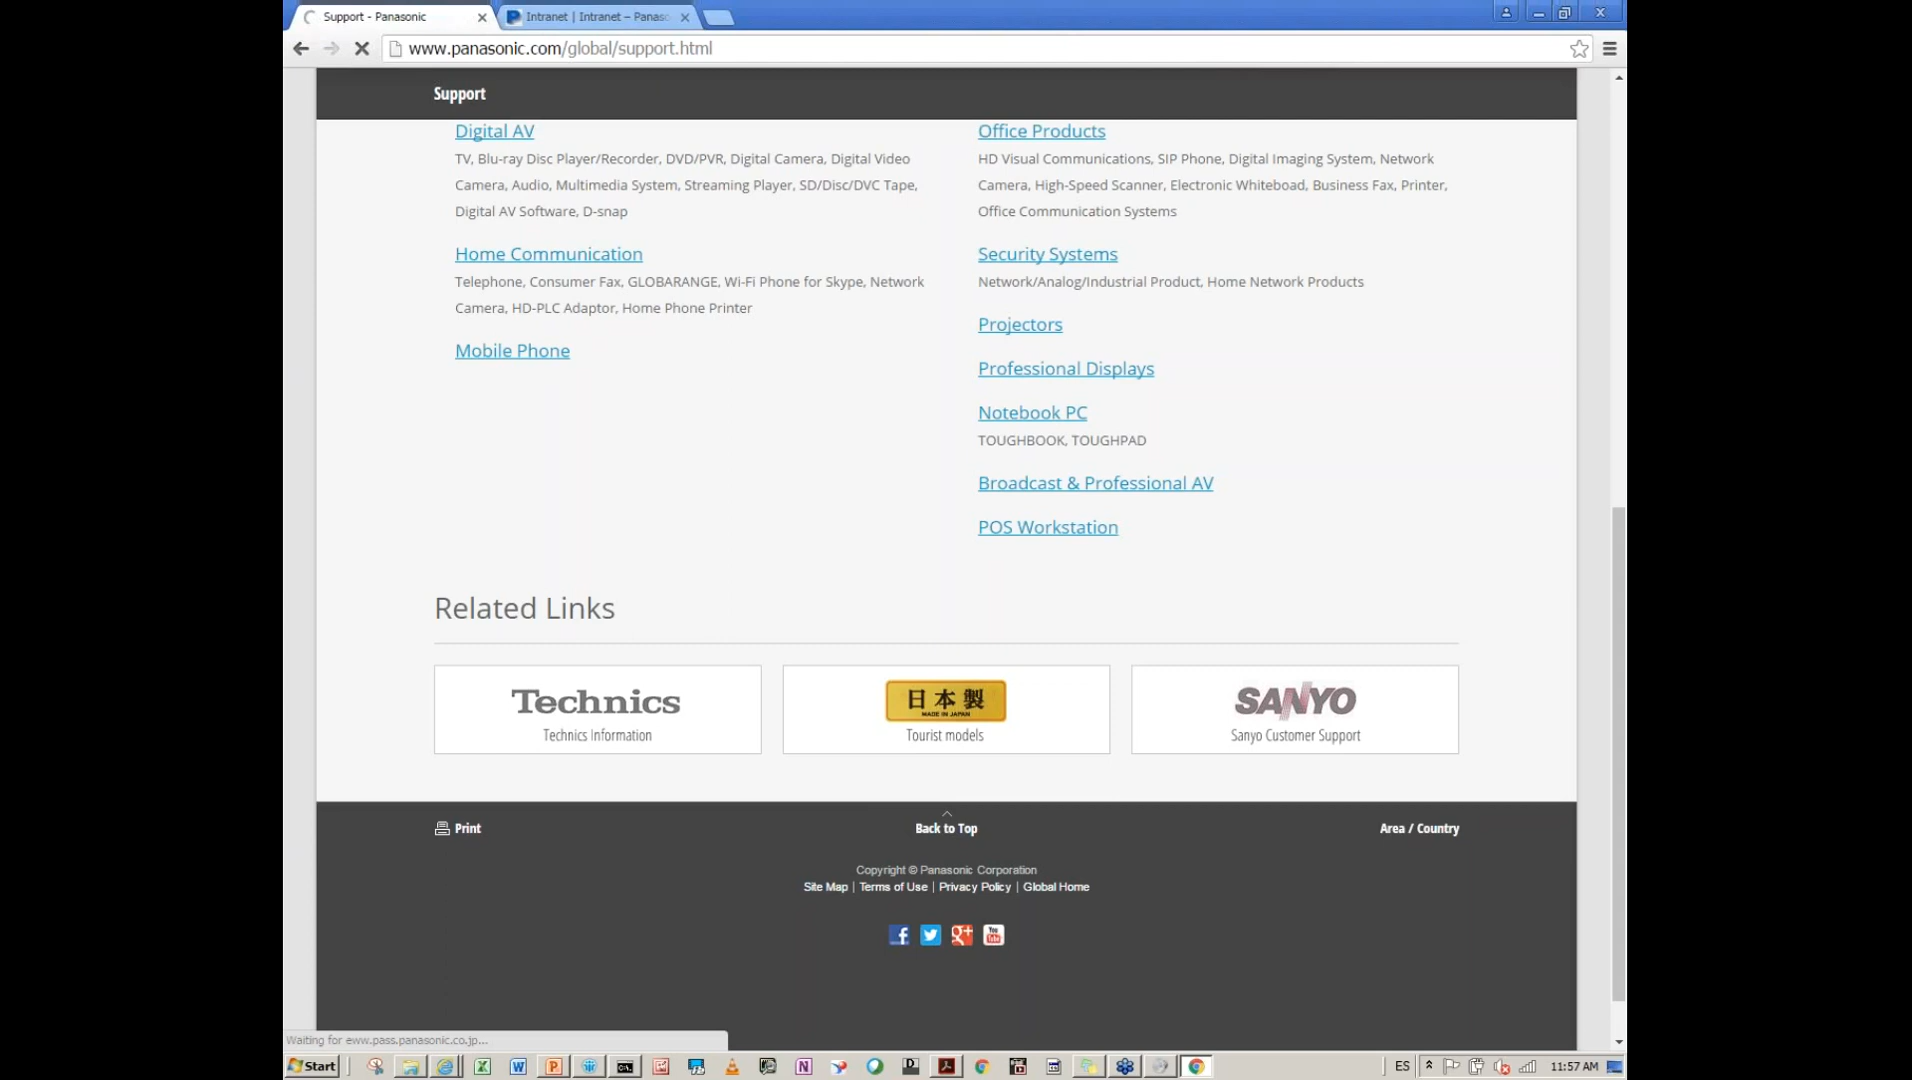 Support - Panasonic
Intranet | Intranet – Panaso
www.panasonic.com/global/support.html
Support
Digital AV
TV, Blu-ray Disc Player/Recorder, DVD/PVR, Digital Camera, Digital Video
Camera, Audio, Multimedia System, Streaming Player, SD/Disc/DVC Tape,
Digital AV Software, D-snap
Home Communication
Telephone, Consumer Fax, GLOBARANGE, Wi-Fi Phone for Skype, Network
Camera, HD-PLC Adaptor, Home Phone Printer
Mobile Phone
Office Products
HD Visual Communications, SIP Phone, Digital Imaging System, Network
Camera, High-Speed Scanner, Electronic Whiteboad, Business Fax, Printer,
Office Communication Systems
Security Systems
Network/Analog/Industrial Product, Home Network Products
Projectors
Professional Displays
Notebook PC
TOUGHBOOK, TOUGHPAD
Broadcast & Professional AV
POS Workstation
Related Links
Technics
Technics Information
日本製
MADE IN JAPAN
Tourist models
SANYO
Sanyo Customer Support
Print
Back to Top
Area / Country
Copyright © Panasonic Corporation
Site Map | Terms of Use | Privacy Policy | Global Home
You Tube
Waiting for eww.pass.panasonic.co.jp...
Start
ES
11:57 AM